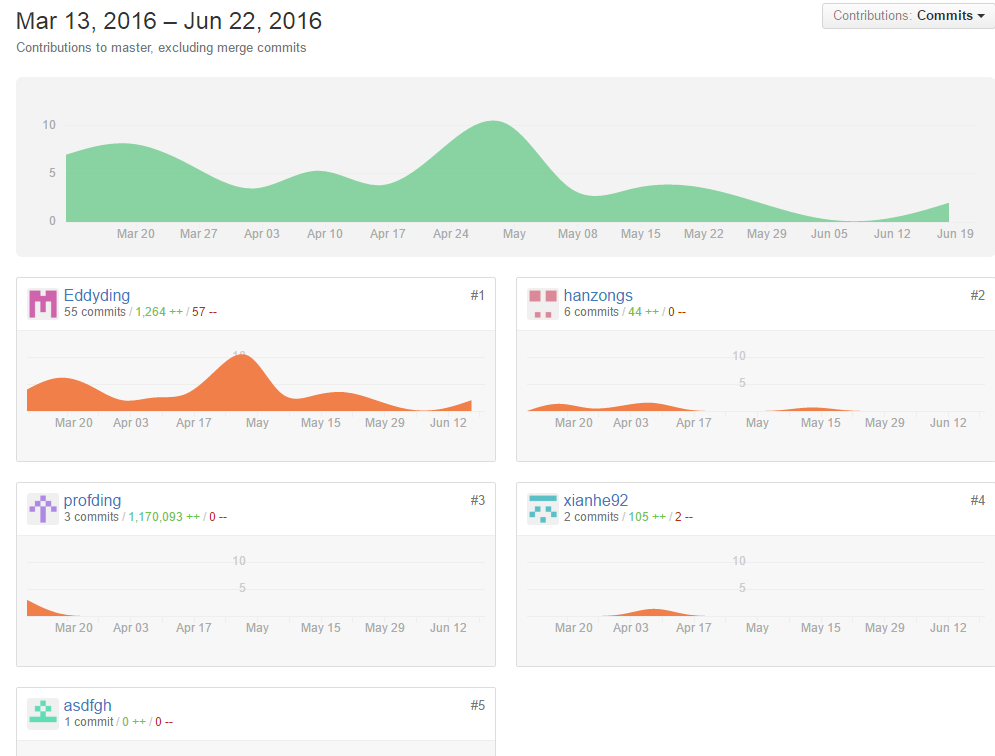 Mar 13, 2016 – Jun 22, 2016
Contributions: Commits
Contributions to master, excluding merge commits
10
5
0
Mar 20 Mar 27 Apr 03 Apr 10 Apr 17 Apr 24 May May 08 May 15 May 22 May 29 Jun 05 Jun 12 Jun 19
Eddyding #1
55 commits / 1,264 ++ / 57 --
10
Mar 20 Apr 03 Apr 17 May May 15 May 29 Jun 12
hanzongs #2
6 commits / 44 ++ / 0 --
10
5
Mar 20 Apr 03 Apr 17 May May 15 May 29 Jun 12
profding #3
3 commits / 1,170,093 ++ / 0 --
10
5
Mar 20 Apr 03 Apr 17 May May 15 May 29 Jun 12
xianhe92 #4
2 commits / 105 ++ / 2 --
10
5
Mar 20 Apr 03 Apr 17 May May 15 May 29 Jun 12
asdfgh #5
1 commit / 0 ++ / 0 --